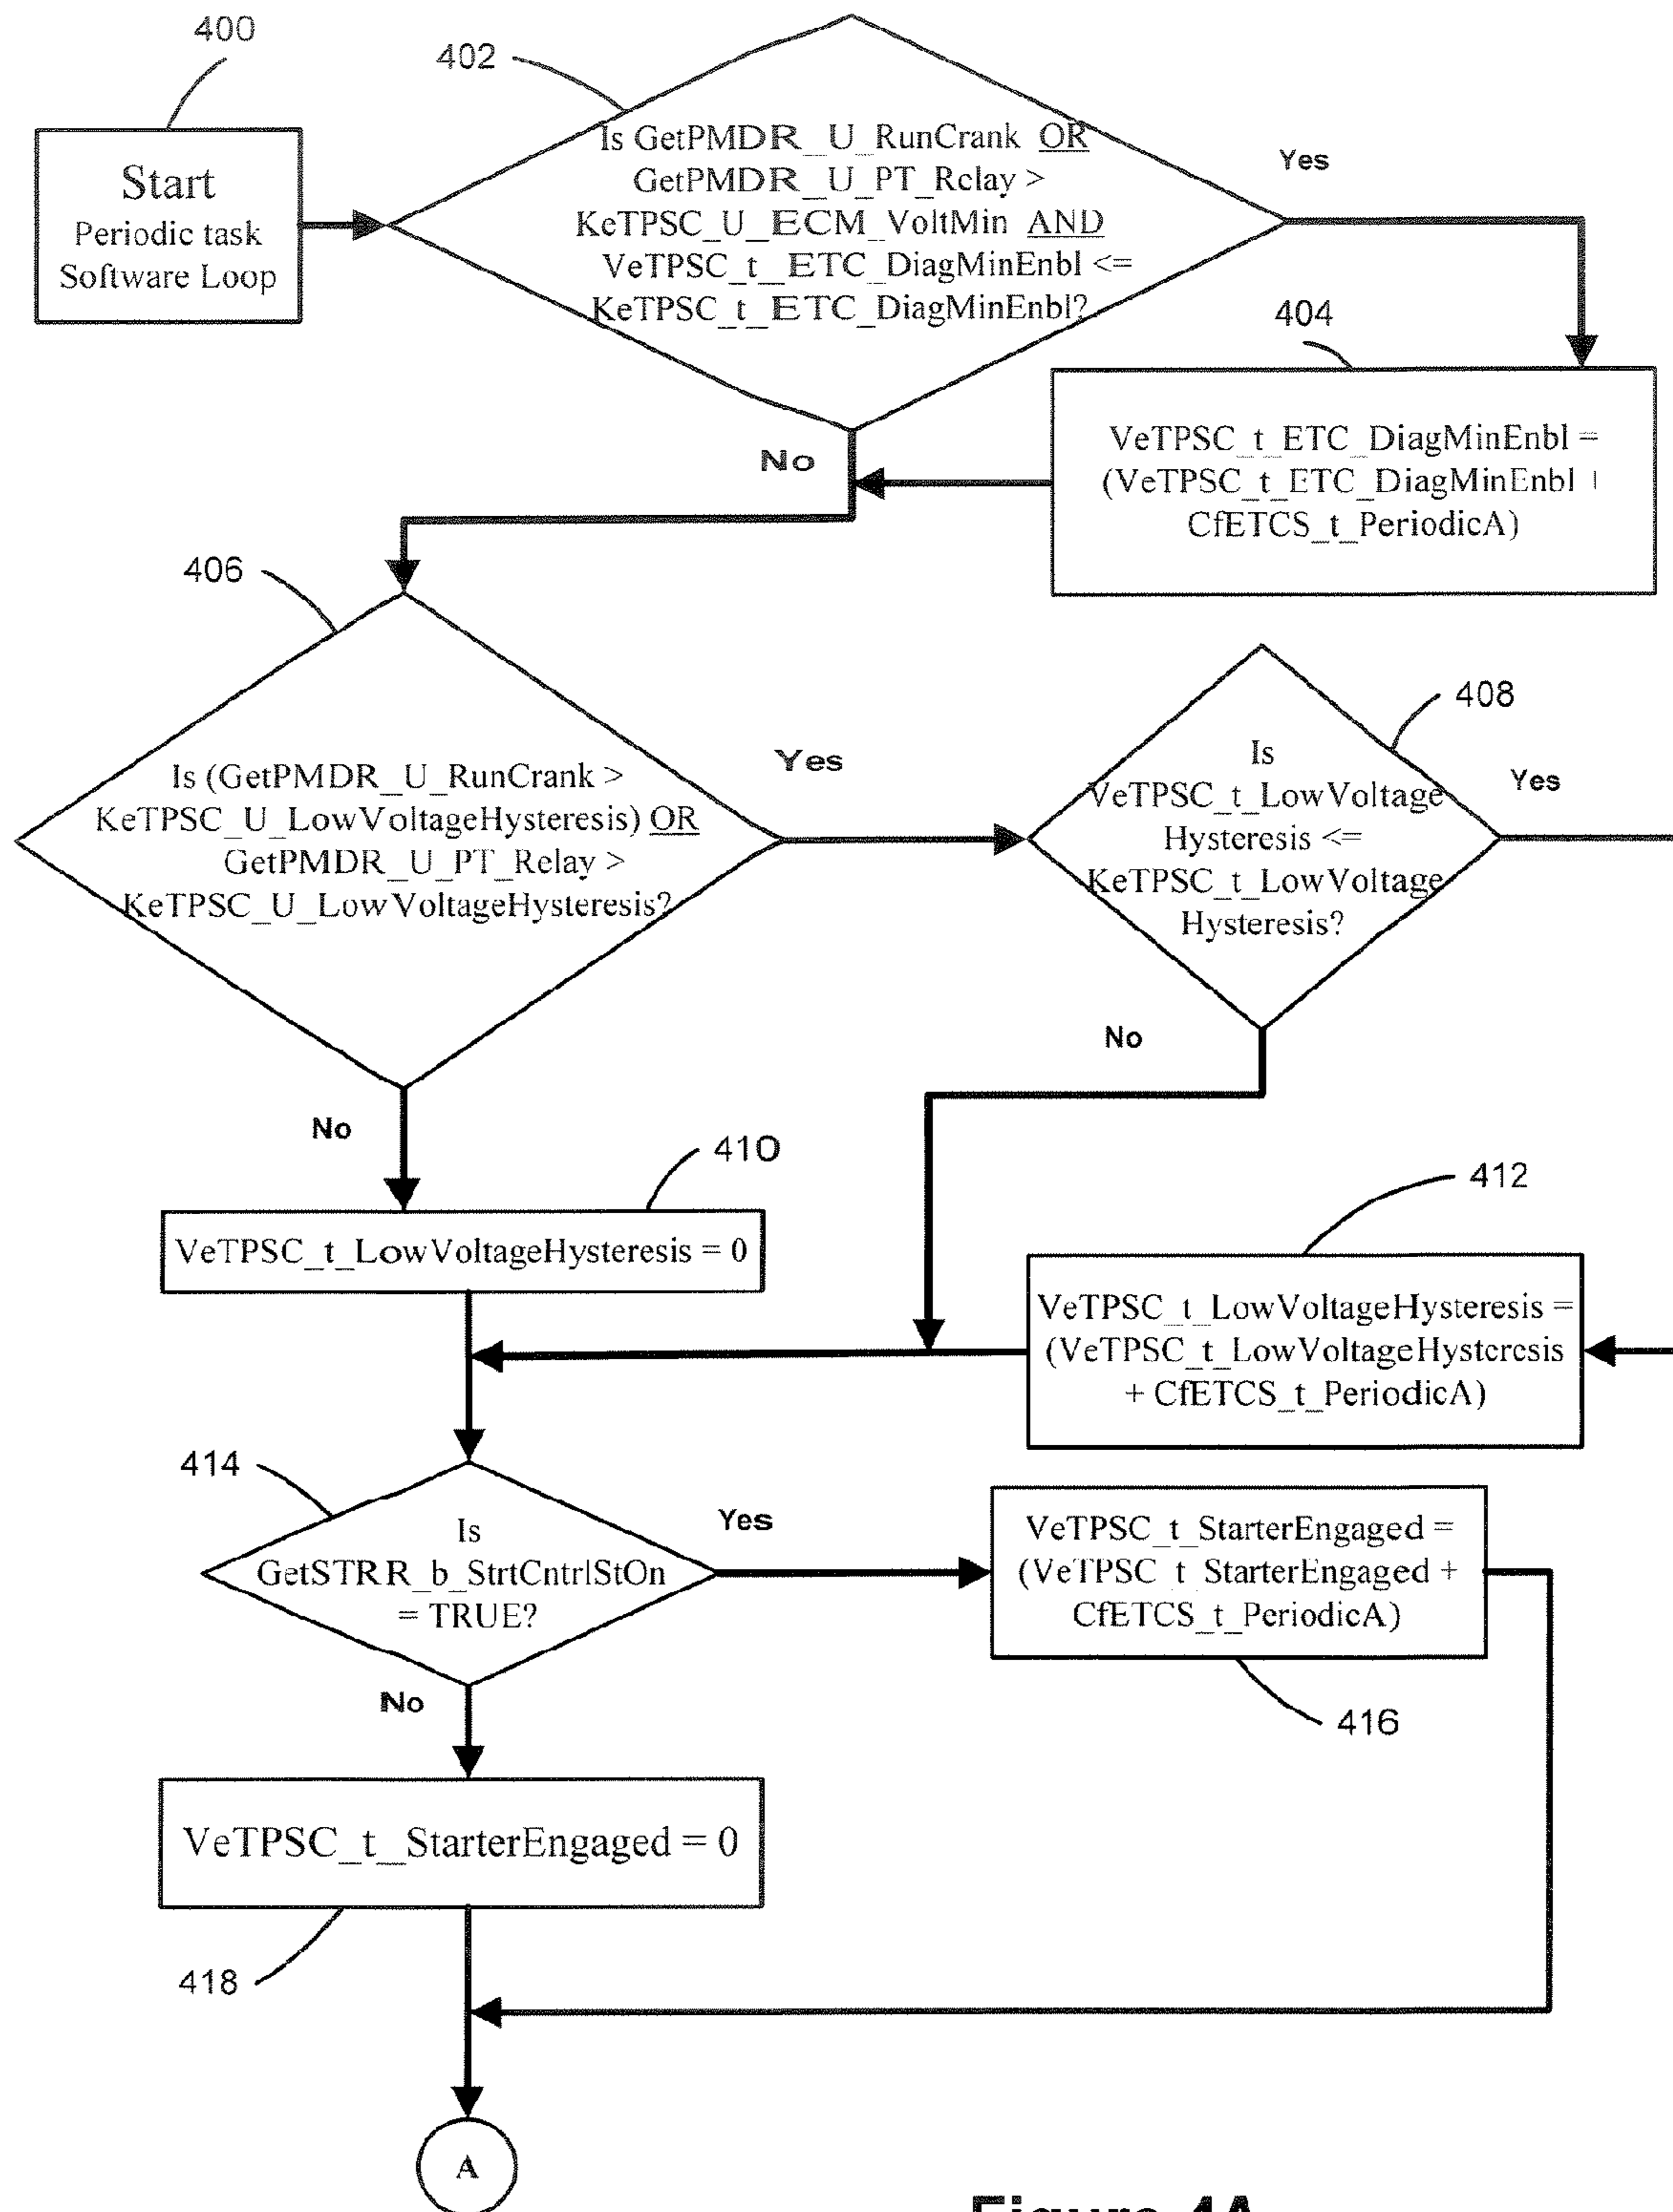 400
402
Start
Periodic task
Software Loop
Is GetPMDR_U_RunCrank OR
GetPMDR_U_PT_Relay >
KeTPSC_U_ECM_VoltMin AND
VeTPSC_t_ETC_DiagMinEnbl <=
KeTPSC_t_ETC_DiagMinEnbl?
Yes
404
No
VeTPSC_t_ETC_DiagMinEnbl =
(VeTPSC_t_ETC_DiagMinEnbl +
CfETCS_t_PeriodicA)
406
408
Is (GetPMDR_U_RunCrank >
KeTPSC_U_LowVoltageHysteresis) OR
GetPMDR_U_PT_Relay >
KeTPSC_U_LowVoltageHysteresis?
Yes
Is
VeTPSC_t_LowVoltage
Hysteresis <=
KeTPSC_t_LowVoltage
Hysteresis?
Yes
No
No
410
412
VeTPSC_t_LowVoltageHysteresis = 0
VeTPSC_t_LowVoltageHysteresis =
(VeTPSC_t_LowVoltageHysteresis
+ CfETCS_t_PeriodicA)
414
Is
GetSTRR_b_StrtCntrlStOn
= TRUE?
Yes
VeTPSC_t_StarterEngaged =
(VeTPSC_t_StarterEngaged +
CfETCS_t_PeriodicA)
No
416
VeTPSC_t_StarterEngaged = 0
418
A
Figure 4A